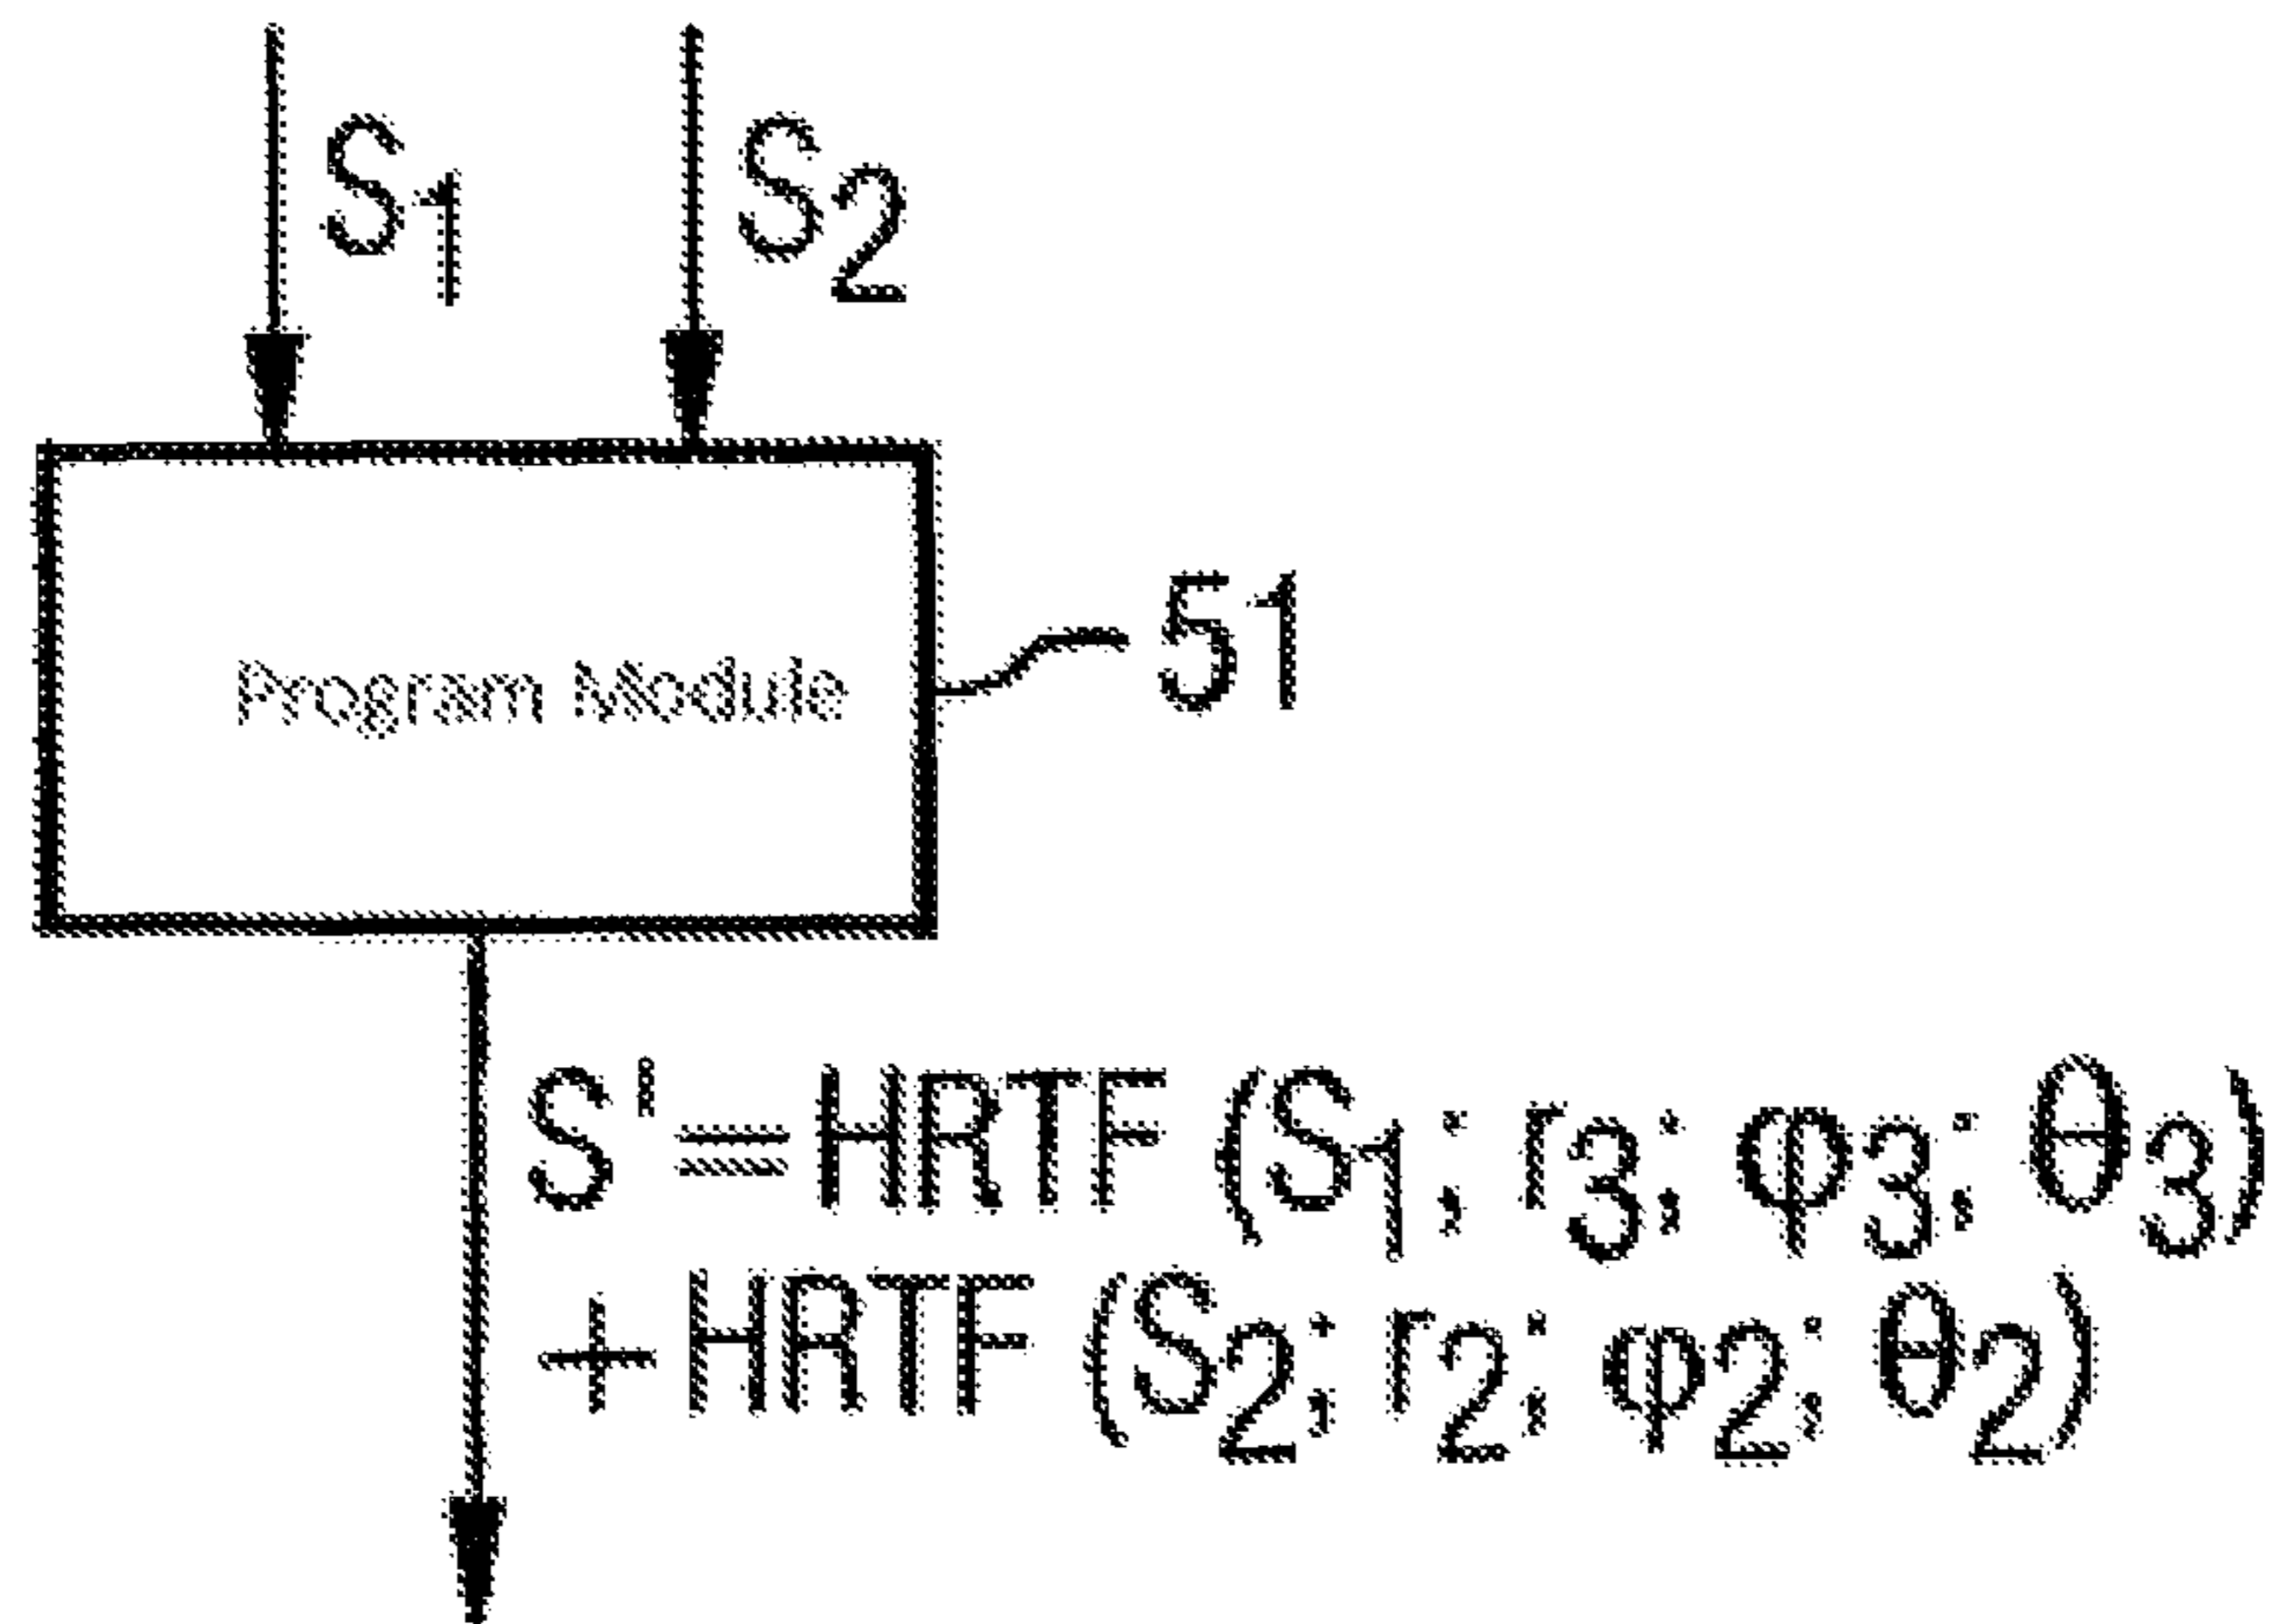 S1
S2
Program Module
51
S'=HRTF (S1; r3; φ3; θ3)
+HRTF (S2; r2; φ2; θ2)